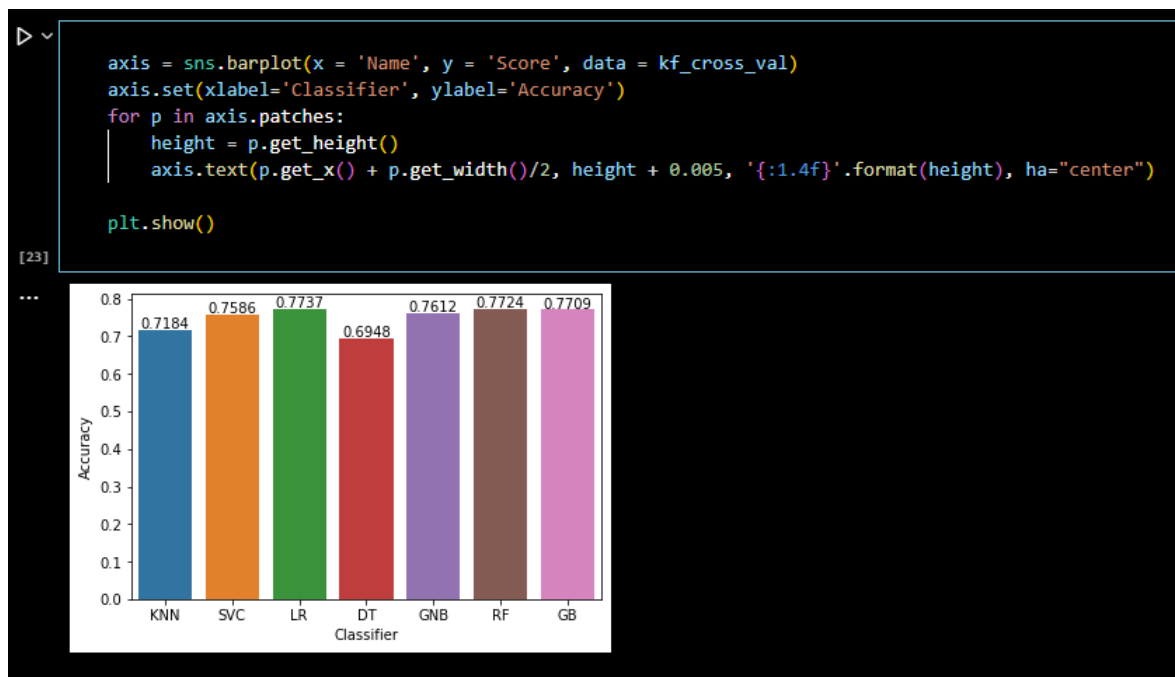 axis = sns.barplot(x = 'Name', y = 'Score', data = kf_cross_val)
axis.set(xlabel='Classifier', ylabel='Accuracy')
for p in axis.patches:
    height = p.get_height()
    axis.text(p.get_x() + p.get_width()/2, height + 0.005, '{:1.4f}'.format(height), ha="center")
plt.show()
[23]
...
0.8
0.7
0.6
0.5
0.4
0.3
0.2
0.1
0.0
Accuracy
0.7184
0.7586
0.7737
0.6948
0.7612
0.7724
0.7709
KNN SVC LR DT GNB RF GB
Classifier